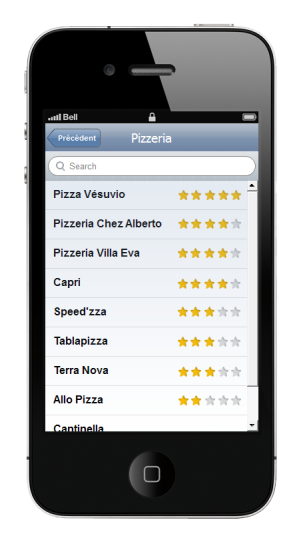 Bell
Précédent Pizzeria
Search
Pizza Vésuvio
Pizzeria Chez Alberto
Pizzeria Villa Eva
Capri
Speed'zza
Tablapizza
Terra Nova
Allo Pizza
Cantinella